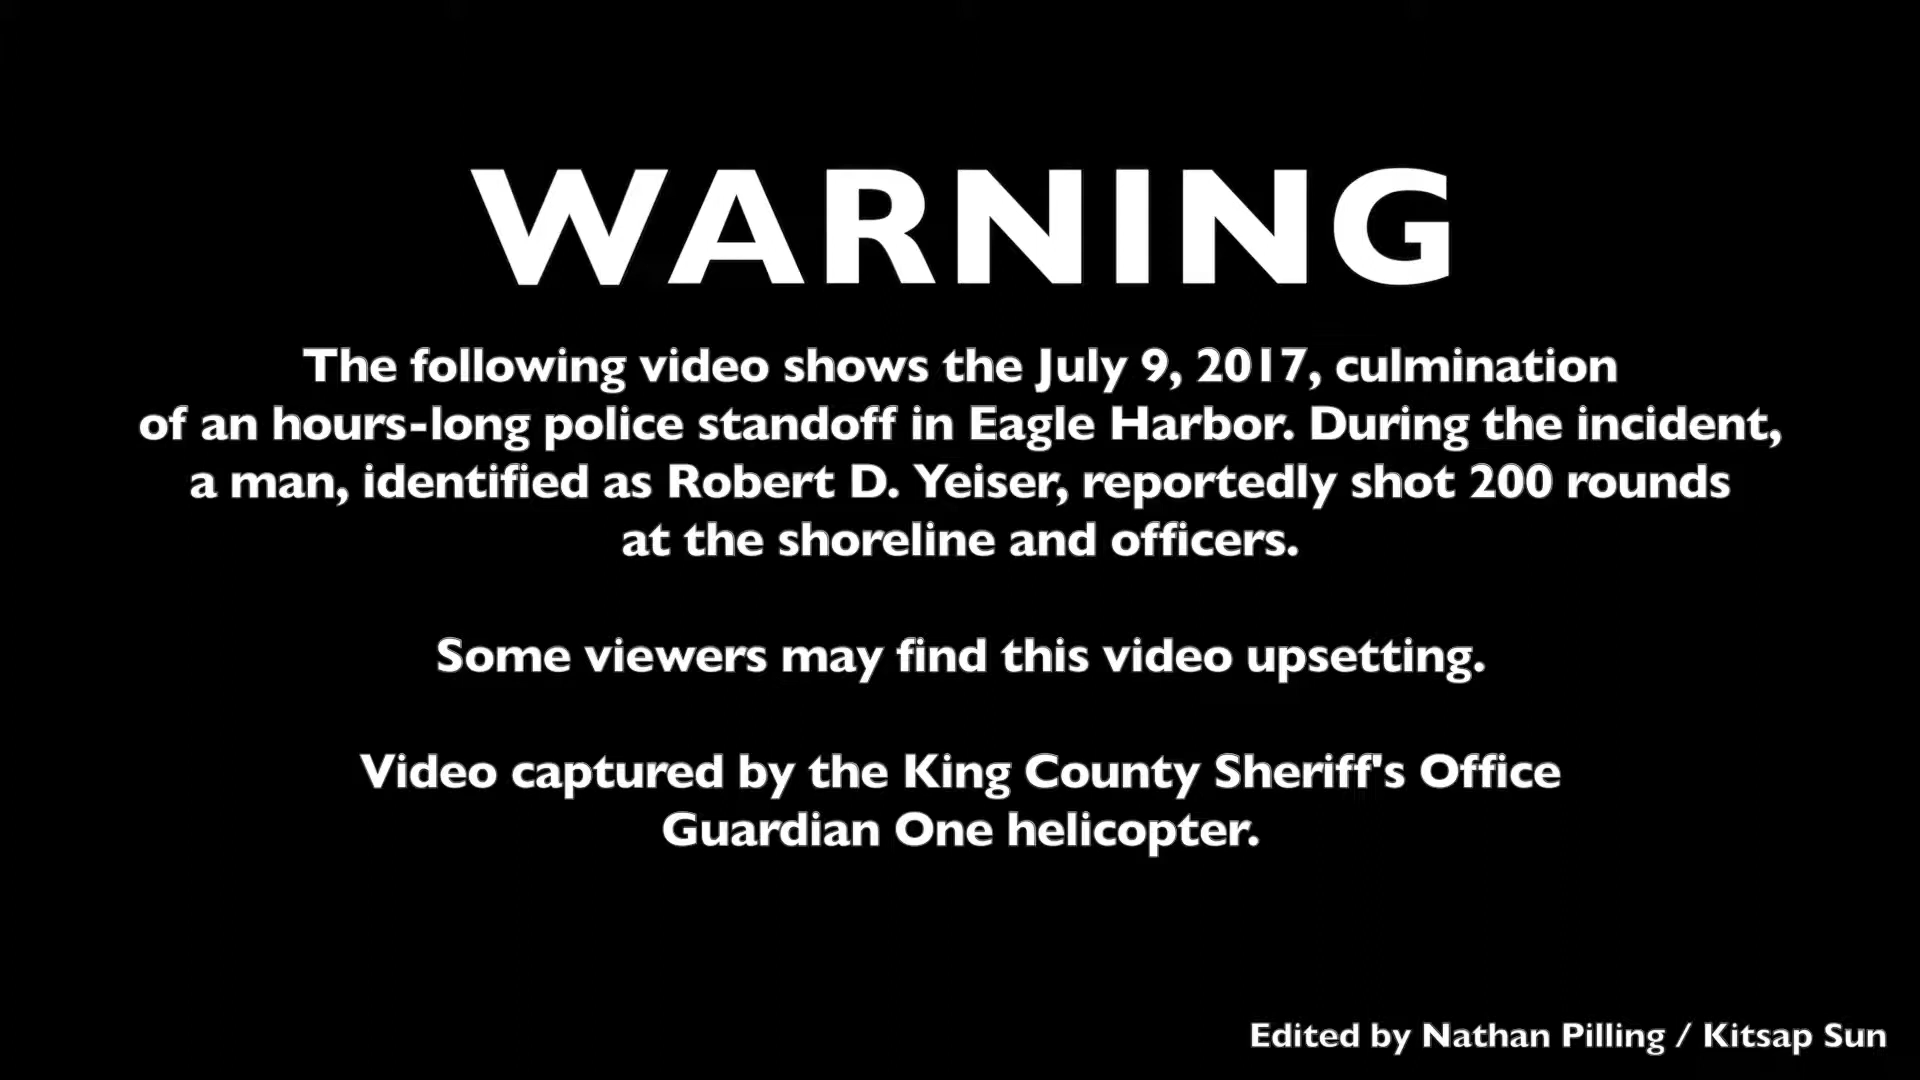 WARNING
The following video shows the July 9, 2017, culmination
of an hours-long police standoff in Eagle Harbor. During the incident,
a man, identified as Robert D. Yeiser, reportedly shot 200 rounds
at the shoreline and officers.
Some viewers may find this video upsetting.
Video captured by the King County Sheriff's Office
Guardian One helicopter.
Edited by Nathan Pilling / Kitsap Sun